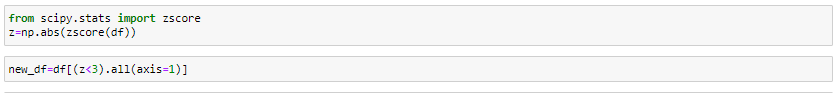 from scipy.stats import zscore
z=np.abs(zscore(df))
new_df=df[(z<3).all(axis=1)]